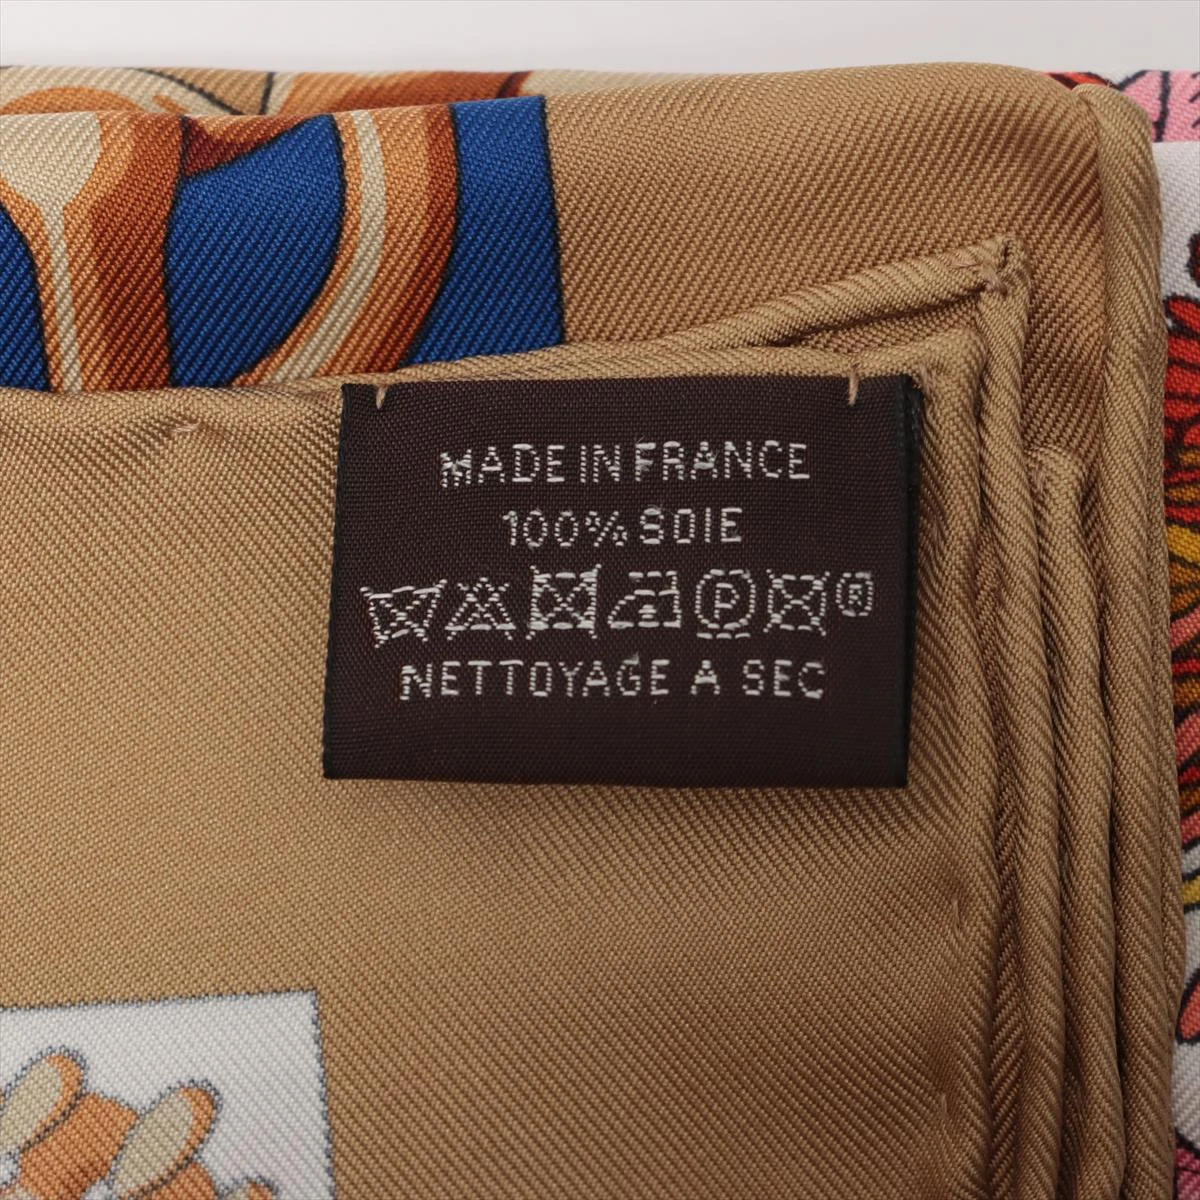 MADE IN FRANCE
100% SOIE
P ®
NETTOYAGE A SEC